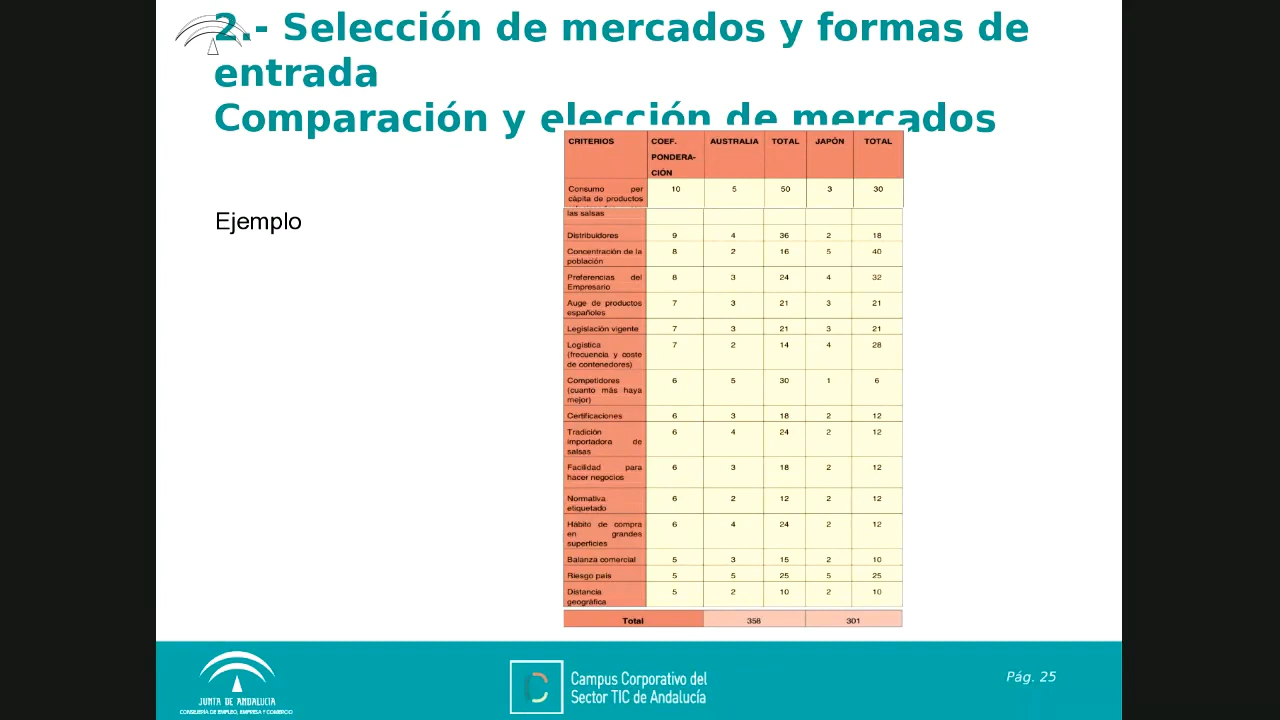 2.- Selección de mercados y formas de
entrada
Comparación y elección de mercados
Ejemplo
CRITERIOS COEF. PONDERA- CIÓN AUSTRALIA TOTAL JAPÓN TOTAL
Consumo per 10 5 50 3 30
cápita de productos
las salsas
Distribuidores 9 4 36 2 18
Concentración de la 8 2 16 5 40
población
Preferencias del 8 3 24 4 32
Empresario
Auge de productos 7 3 21 3 21
españoles
Legislación vigente 7 3 21 3 21
Logística 7 2 14 4 28
(frecuencia y coste
de contenedores)
Competidores 6 5 30 1 6
(cuanto más haya
mejor)
Certificaciones 6 3 18 2 12
Tradición 6 4 24 2 12
importadora de
salsas
Facilidad para 6 3 18 2 12
hacer negocios
Normativa 6 2 12 2 12
etiquetado
Hábito de compra 6 4 24 2 12
en grandes
superficies
Balanza comercial 5 3 15 2 10
Riesgo país 5 5 25 5 25
Distancia 5 2 10 2 10
geográfica
Total 358 301
JUNTA DE ANDALUCIA
CONSEJERÍA DE EMPLEO, EMPRESA Y COMERCIO
Campus Corporativo del
Sector TIC de Andalucía
Pág. 25